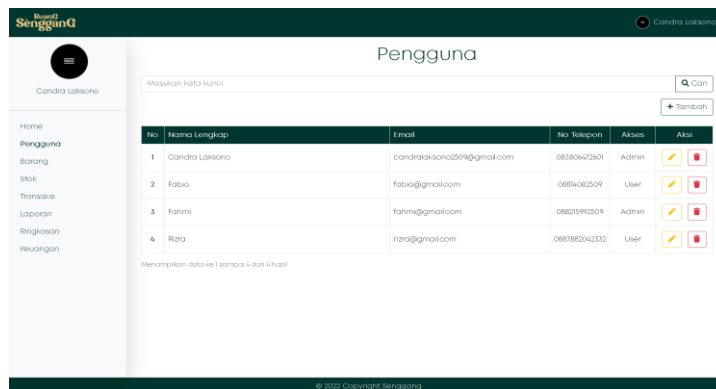 Ruang
SengganG
Candra Laksono
Candra Laksono
Home
Pengguna
Barang
Stok
Transaksi
Laporan
Ringkasan
Keuangan
Pengguna
Masukan kata kunci
Cari
+ Tambah
No Nama Lengkap Email No Telepon Akses Aksi
1 Candra Laksono candralaksono2509@gmail.com 083806472601 Admin
2 Fabio fabio@gmail.com 08814082509 User
3 Fahmi fahmi@gmail.com 088215992509 Admin
4 Rizra rizra@gmail.com 0887882042332 User
Menampilkan data ke 1 sampai 4 dari 4 hasil
© 2022 Copyright Senggang